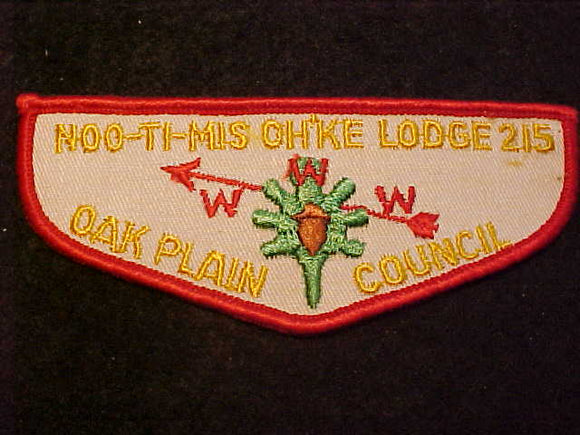 NOO-TI-MIS OH'KE LODGE 215
W W W
OAK PLAIN COUNCIL